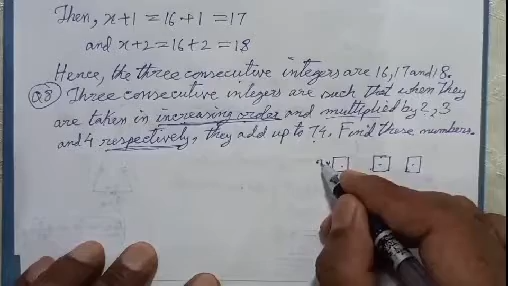 Then, x+1 = 16+1 = 17
and x+2 = 16+2 = 18
Hence, the three consecutive integers are 16, 17 and 18.
Q8 Three consecutive integers are such that when they
are taken in increasing order and multiplied by 2, 3
and 4 respectively, they add up to 74. Find these numbers.